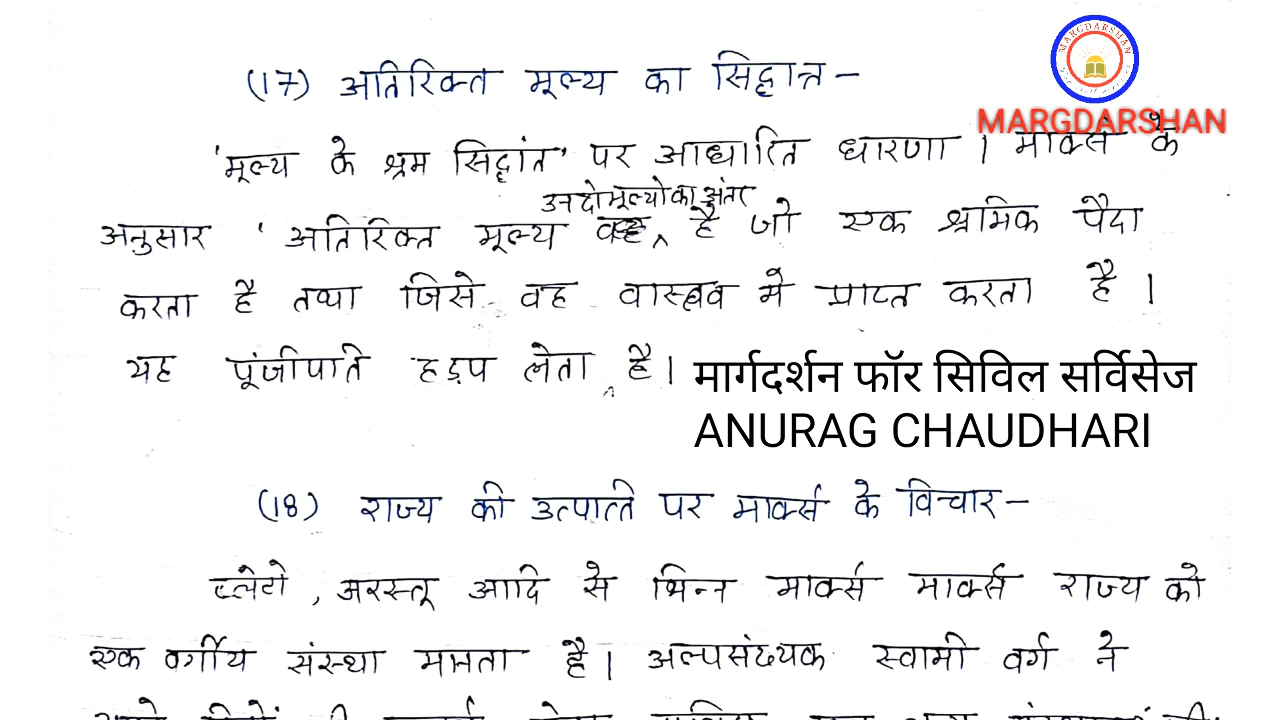 (17) अतिरिक्त मूल्य का सिद्धान्त –
MARGDARSHAN
MARGDARSHAN
'मूल्य के श्रम सिद्धांत' पर आधारित धारणा । मार्क्स के
उन दो मूल्यो का अंतर
अनुसार ' अतिरिक्त मूल्य वह ‸ है जो एक श्रमिक पैदा
करता है तथा जिसे वह वास्तव मे प्राप्त करता है ।
यह पूंजीपति हड़प लेता है ।
मार्गदर्शन फॉर सिविल सर्विसेज
ANURAG CHAUDHARI
(18) राज्य की उत्पत्ति पर मार्क्स के विचार –
प्लेटो , अरस्तू आदि से भिन्न मार्क्स मार्क्स राज्य को
एक वर्गीय संस्था मानता है । अल्पसंख्यक स्वामी वर्ग ने